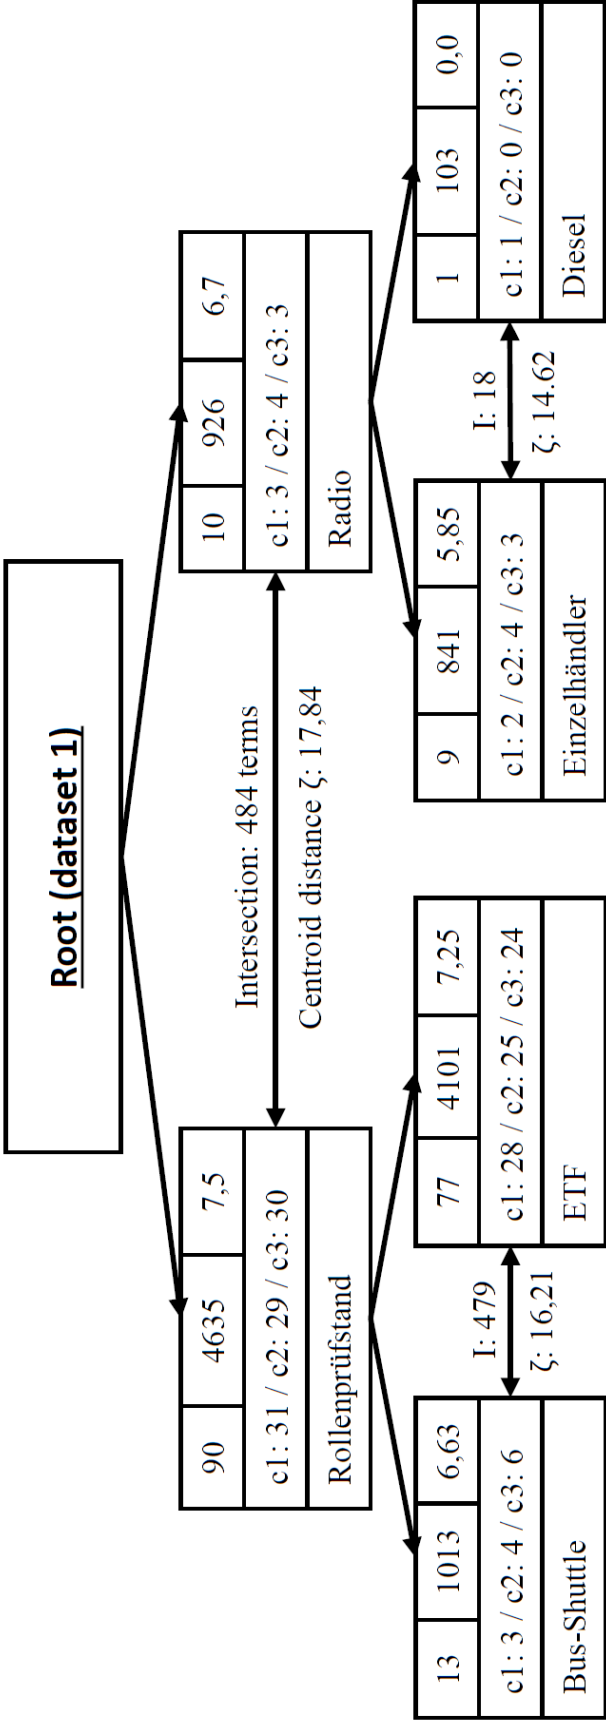 Root (dataset 1)
90 4635 7,5
c1: 31 / c2: 29 / c3: 30
Rollenprüfstand
Intersection: 484 terms
Centroid distance ζ: 17,84
10 926 6,7
c1: 3 / c2: 4 / c3: 3
Radio
13 1013 6,63
c1: 3 / c2: 4 / c3: 6
Bus-Shuttle
I: 479
ζ: 16,21
77 4101 7,25
c1: 28 / c2: 25 / c3: 24
ETF
9 841 5,85
c1: 2 / c2: 4 / c3: 3
Einzelhändler
I: 18
ζ: 14.62
1 103 0,0
c1: 1 / c2: 0 / c3: 0
Diesel